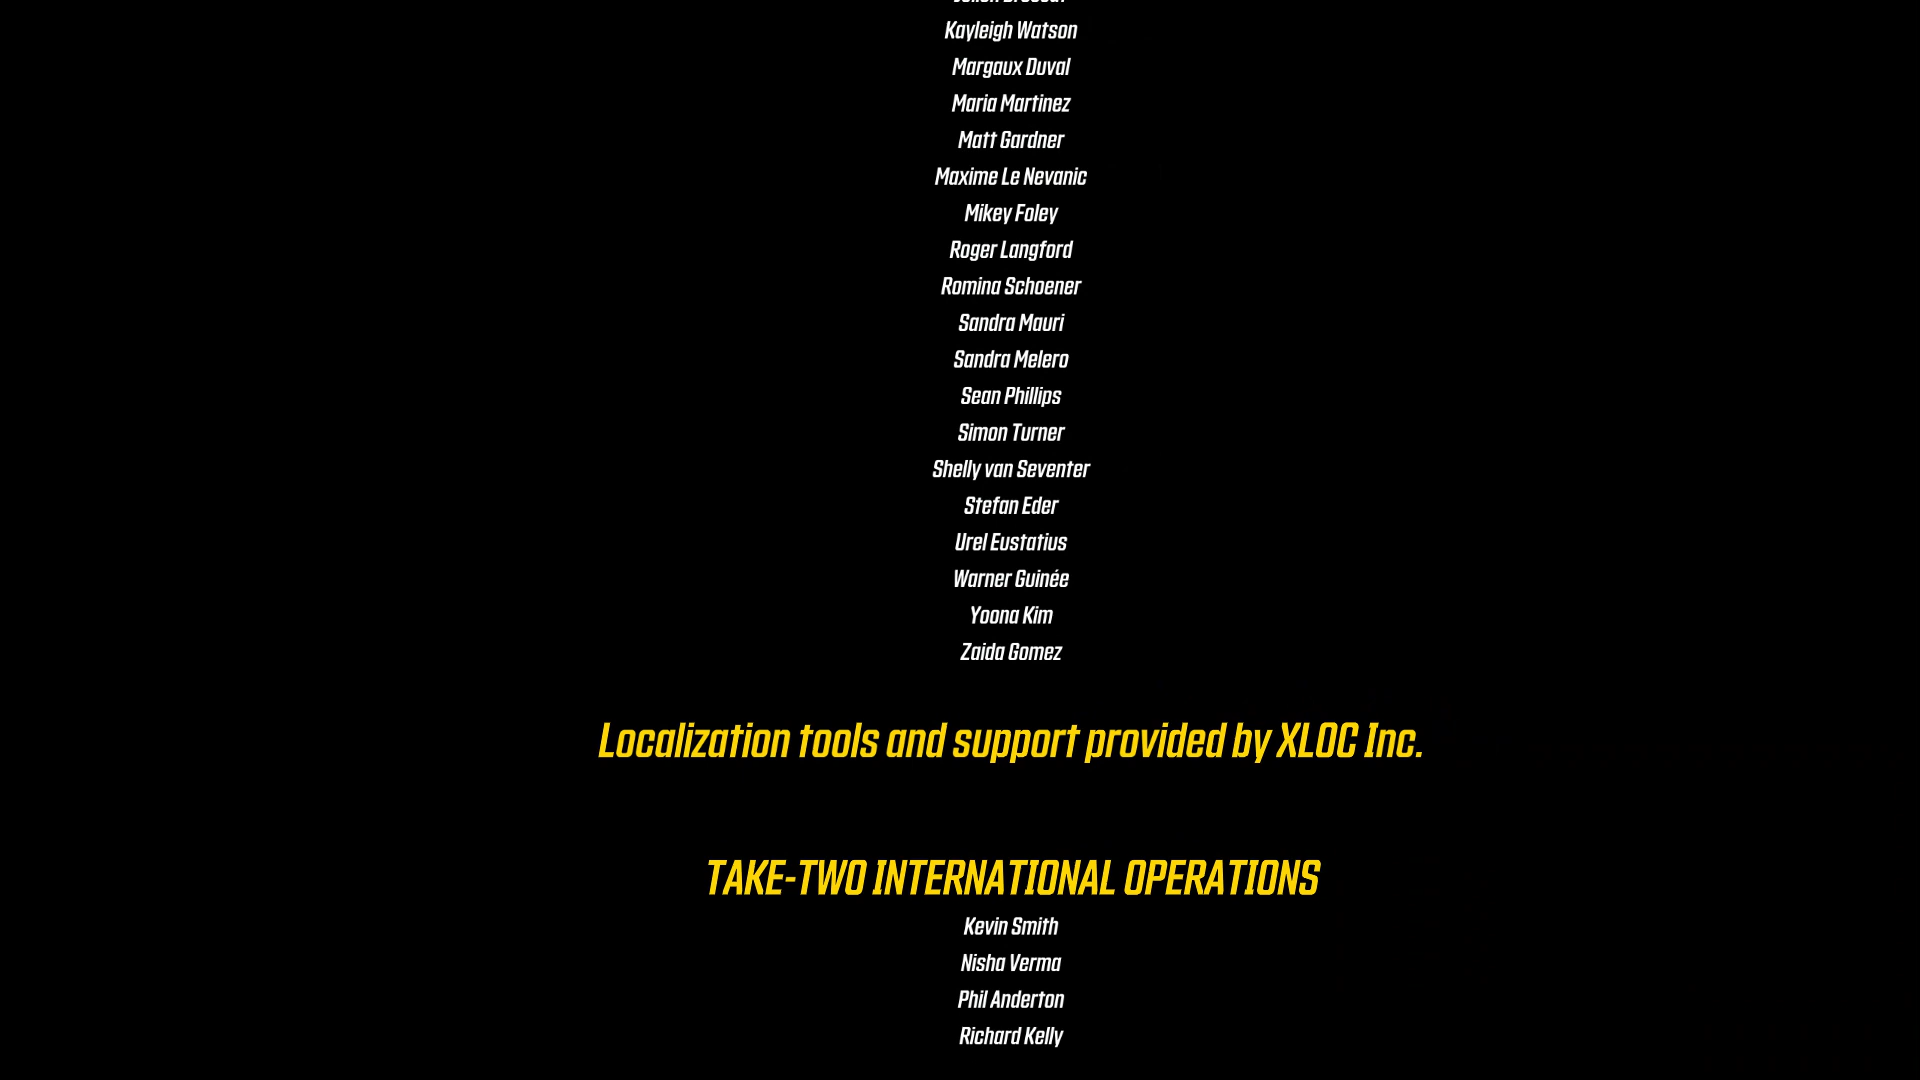 Kayleigh Watson
Margaux Duval
Maria Martinez
Matt Gardner
Maxime Le Nevanic
Mikey Foley
Roger Langford
Romina Schoener
Sandra Mauri
Sandra Melero
Sean Phillips
Simon Turner
Shelly van Seventer
Stefan Eder
Urel Eustatius
Warner Guinée
Yoona Kim
Zaida Gomez
Localization tools and support provided by XLOC Inc.
TAKE-TWO INTERNATIONAL OPERATIONS
Kevin Smith
Nisha Verma
Phil Anderton
Richard Kelly